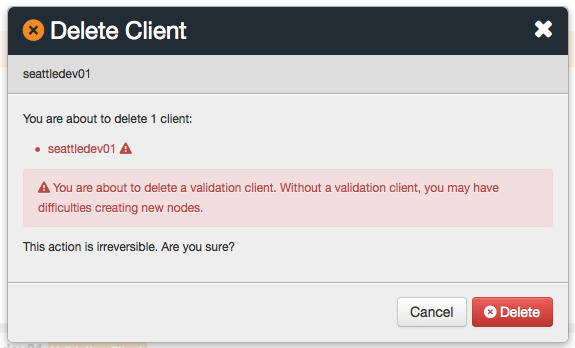 Delete Client
seattledev01
You are about to delete 1 client:
seattledev01
You are about to delete a validation client. Without a validation client, you may have
difficulties creating new nodes.
This action is irreversible. Are you sure?
Cancel
Delete